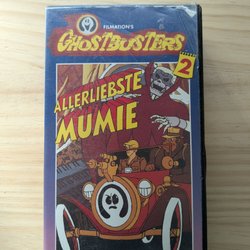 FILMATION'S
GHOSTBUSTERS
2
ALLERLIEBSTE
MUMIE